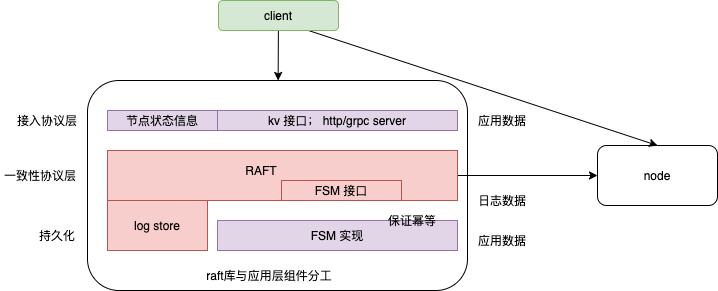 client
接入协议层
节点状态信息
kv 接口； http/grpc server
应用数据
一致性协议层
RAFT
FSM 接口
node
日志数据
持久化
log store
保证幂等
FSM 实现
应用数据
raft库与应用层组件分工